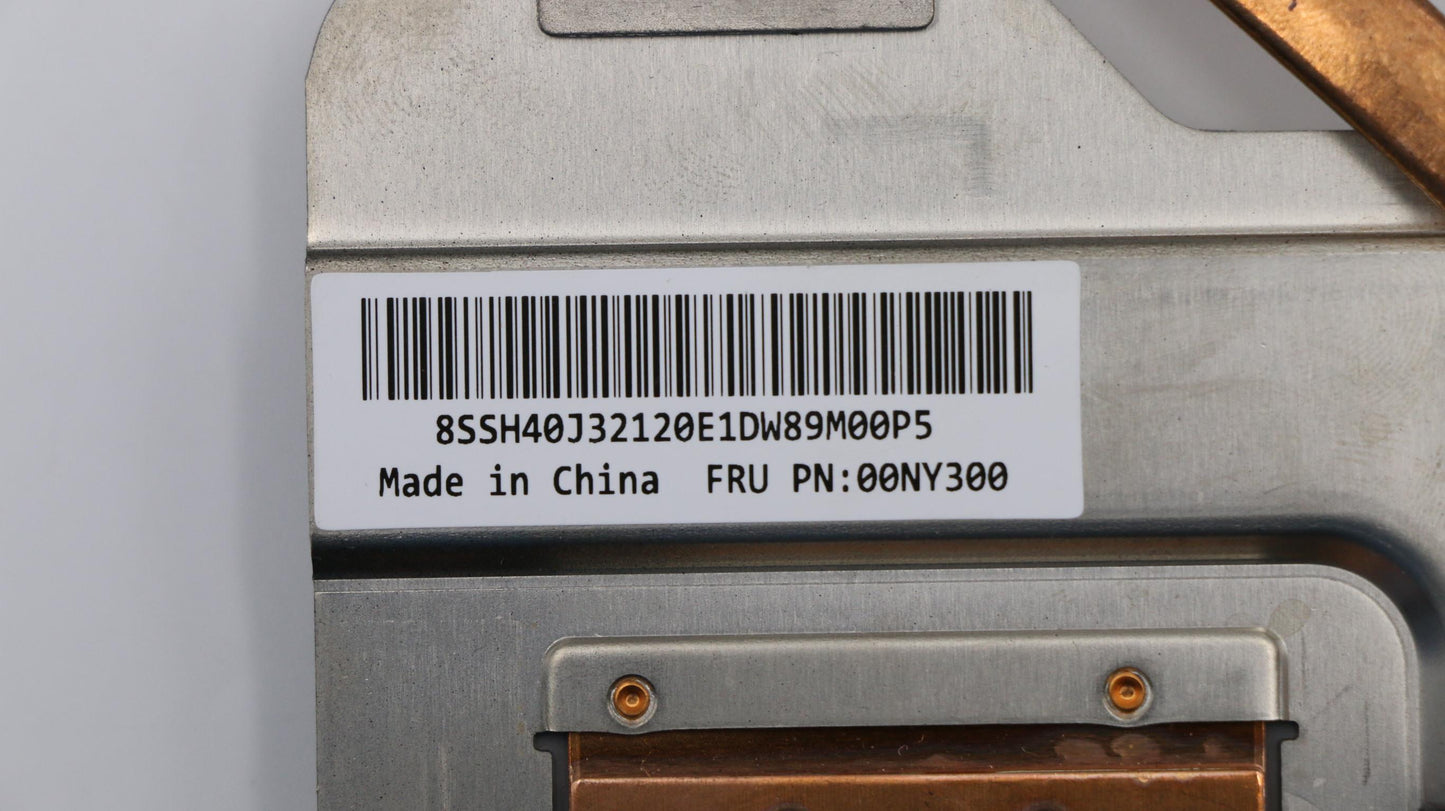 8SSH40J32120E1DW89M00P5
Made in China FRU PN:00NY300